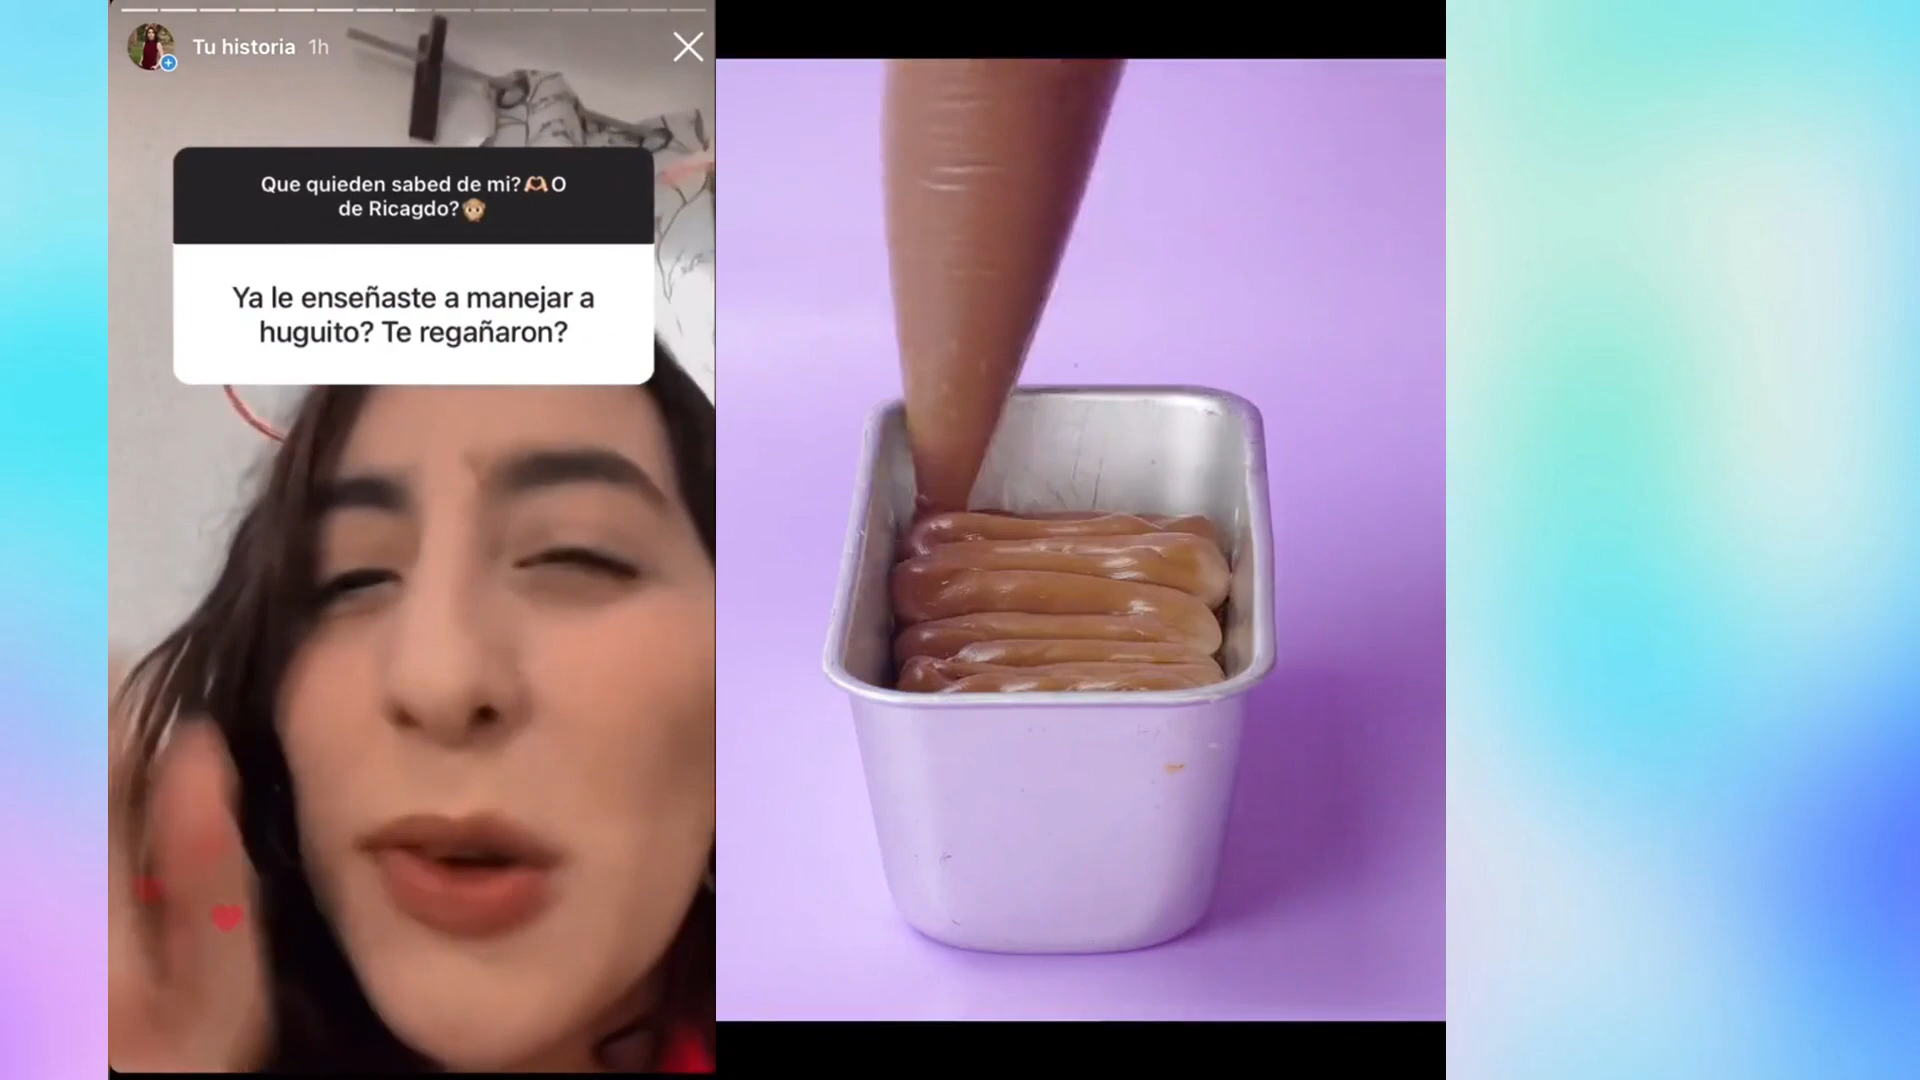 Tu historia 1h
Que quieden sabed de mi?🫶🏼O
de Ricagdo?🙊
Ya le enseñaste a manejar a
huguito? Te regañaron?